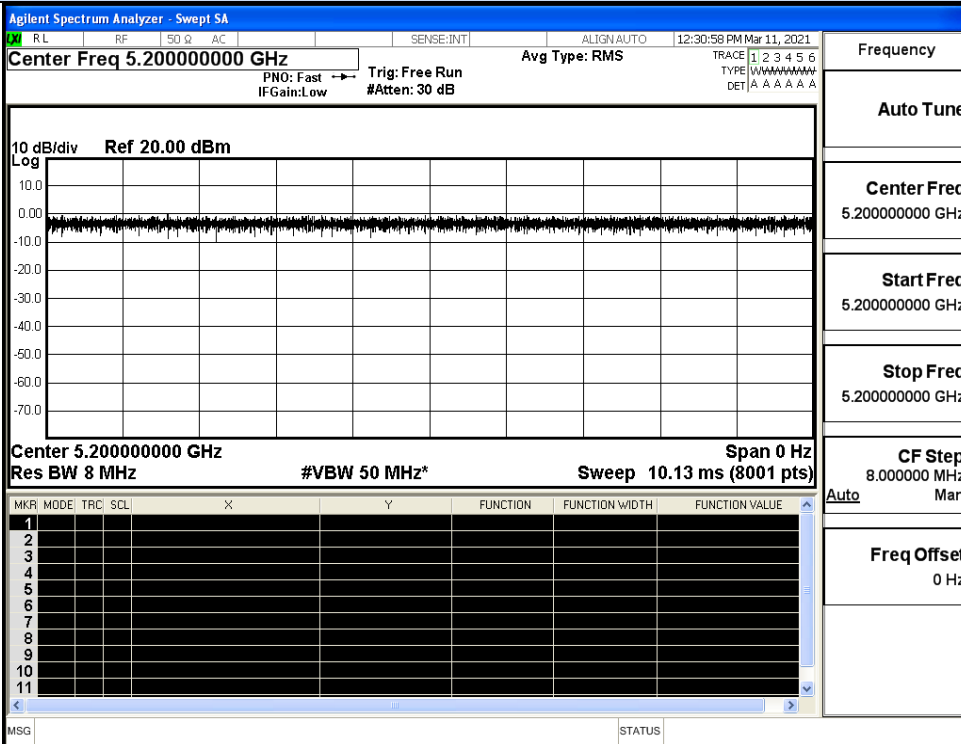 Agilent Spectrum Analyzer - Swept SA
LXI RL RF 50 Ω AC SENSE:INT ALIGN AUTO 12:30:58 PM Mar 11, 2021
Center Freq 5.200000000 GHz
PNO: Fast
IFGain:Low
Trig: Free Run
#Atten: 30 dB
Avg Type: RMS
TRACE 1 2 3 4 5 6
TYPE WWWWWW
DET A A A A A A
10 dB/div Ref 20.00 dBm
Log
10.0
0.00
-10.0
-20.0
-30.0
-40.0
-50.0
-60.0
-70.0
Center 5.200000000 GHz Span 0 Hz
Res BW 8 MHz #VBW 50 MHz* Sweep 10.13 ms (8001 pts)
MKR MODE TRC SCL X Y FUNCTION FUNCTION WIDTH FUNCTION VALUE
1
2
3
4
5
6
7
8
9
10
11
MSG STATUS
Frequency
Auto Tune
Center Freq
5.200000000 GHz
Start Freq
5.200000000 GHz
Stop Freq
5.200000000 GHz
CF Step
8.000000 MHz
Auto Man
Freq Offset
0 Hz